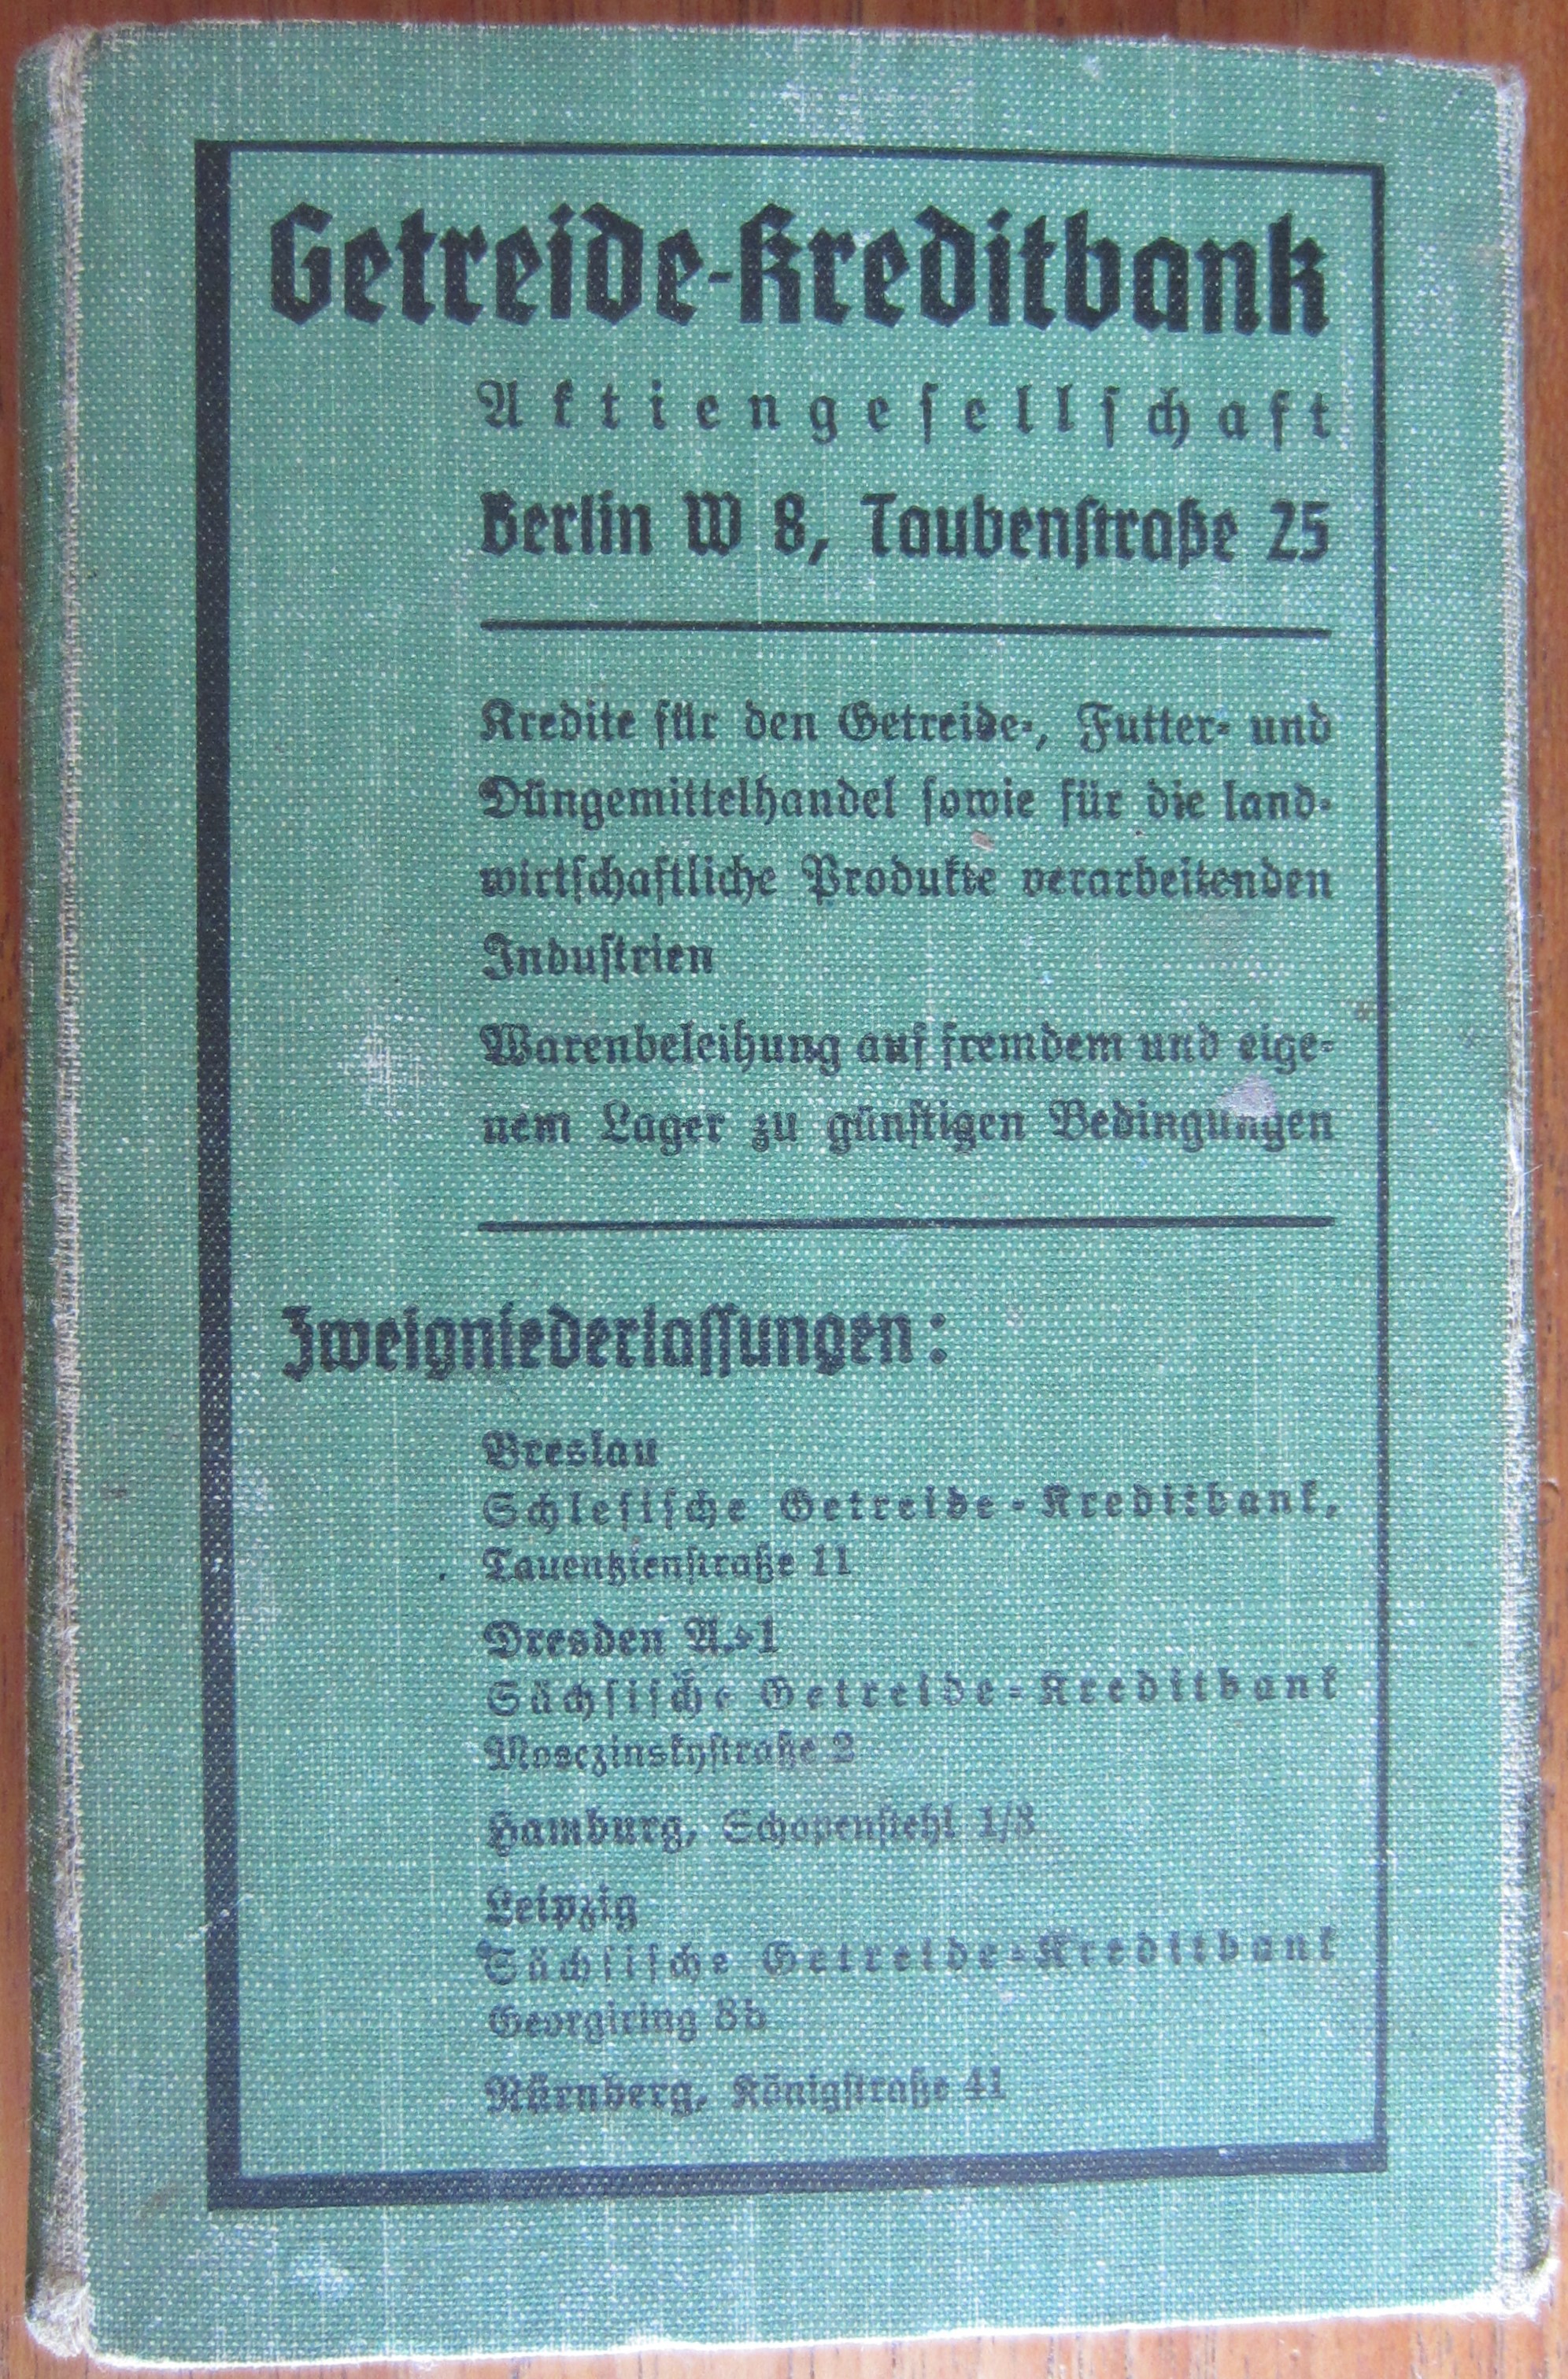 Getreide-Kreditbank
Aktiengesellschaft
Berlin W 8, Taubenstraße 25
Kredite für den Getreide-, Futter- und
Düngemittelhandel sowie für die land-
wirtschaftliche Produkte verarbeitenden
Industrien
Warenbeleihung auf fremdem und eige-
nem Lager zu günstigen Bedingungen
Zweigniederlassungen:
Breslau
Schlesische Getreide-Kreditbank,
Tauentzienstraße 11
Dresden A.-1
Sächsische Getreide-Kreditbank
Mosczinskystraße 2
Hamburg, Schopenstehl 1/3
Leipzig
Sächsische Getreide-Kreditbank
Georgiring 8b
Nürnberg, Königstraße 41